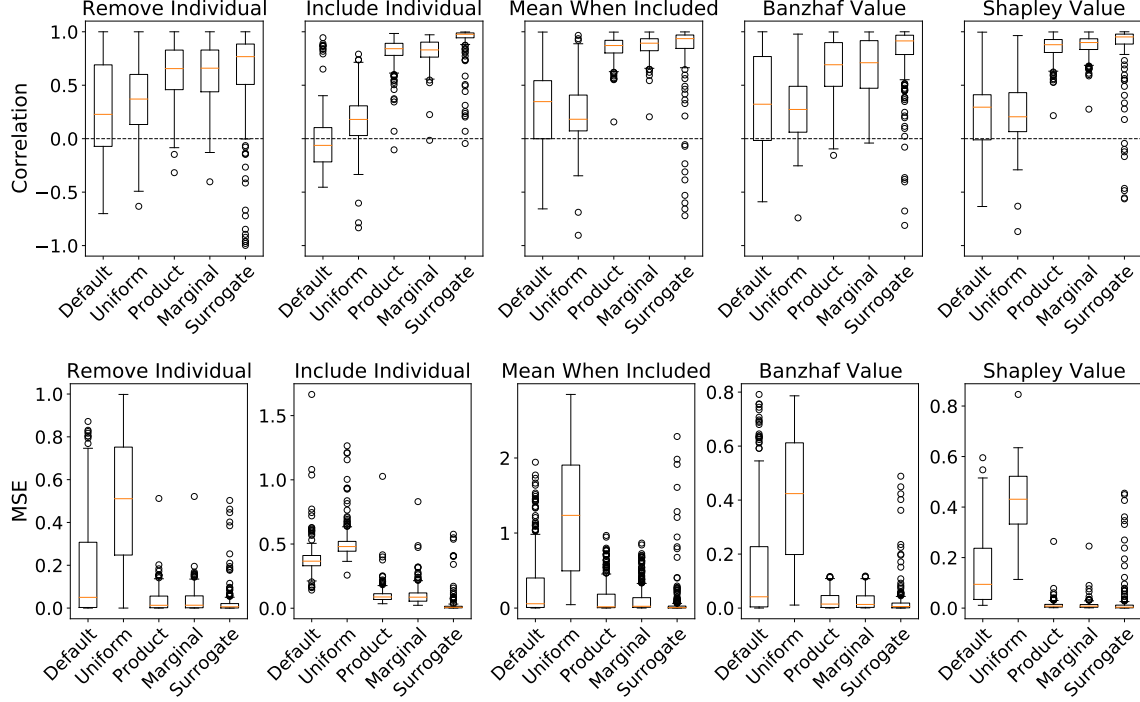 Remove Individual
Include Individual
Mean When Included
Banzhaf Value
Shapley Value
Correlation
1.0
0.5
0.0
−0.5
−1.0
Default
Uniform
Product
Marginal
Surrogate
Default
Uniform
Product
Marginal
Surrogate
Default
Uniform
Product
Marginal
Surrogate
Default
Uniform
Product
Marginal
Surrogate
Default
Uniform
Product
Marginal
Surrogate
Remove Individual
Include Individual
Mean When Included
Banzhaf Value
Shapley Value
MSE
1.0
0.8
0.6
0.4
0.2
0.0
1.5
1.0
0.5
0.0
2
1
0
0.8
0.6
0.4
0.2
0.0
0.8
0.6
0.4
0.2
0.0
Default
Uniform
Product
Marginal
Surrogate
Default
Uniform
Product
Marginal
Surrogate
Default
Uniform
Product
Marginal
Surrogate
Default
Uniform
Product
Marginal
Surrogate
Default
Uniform
Product
Marginal
Surrogate